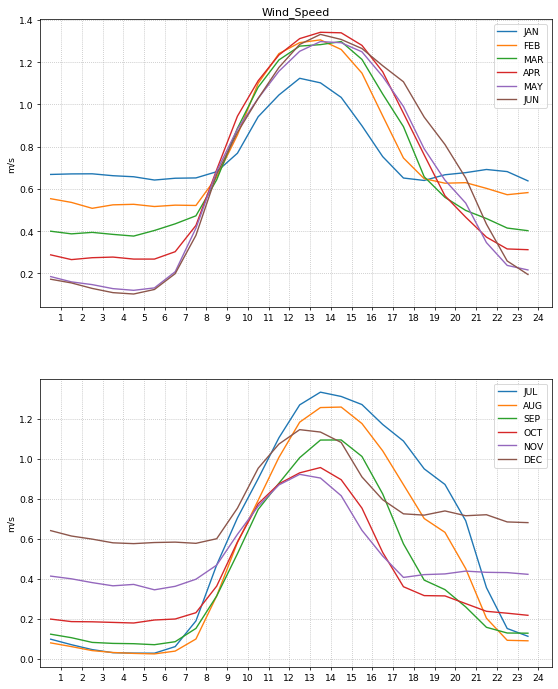 Wind_Speed
1.4
1.2
1.0
0.8
0.6
0.4
0.2
m/s
JAN
FEB
MAR
APR
MAY
JUN
1 2 3 4 5 6 7 8 9 10 11 12 13 14 15 16 17 18 19 20 21 22 23 24
1.2
1.0
0.8
0.6
0.4
0.2
0.0
m/s
JUL
AUG
SEP
OCT
NOV
DEC
1 2 3 4 5 6 7 8 9 10 11 12 13 14 15 16 17 18 19 20 21 22 23 24